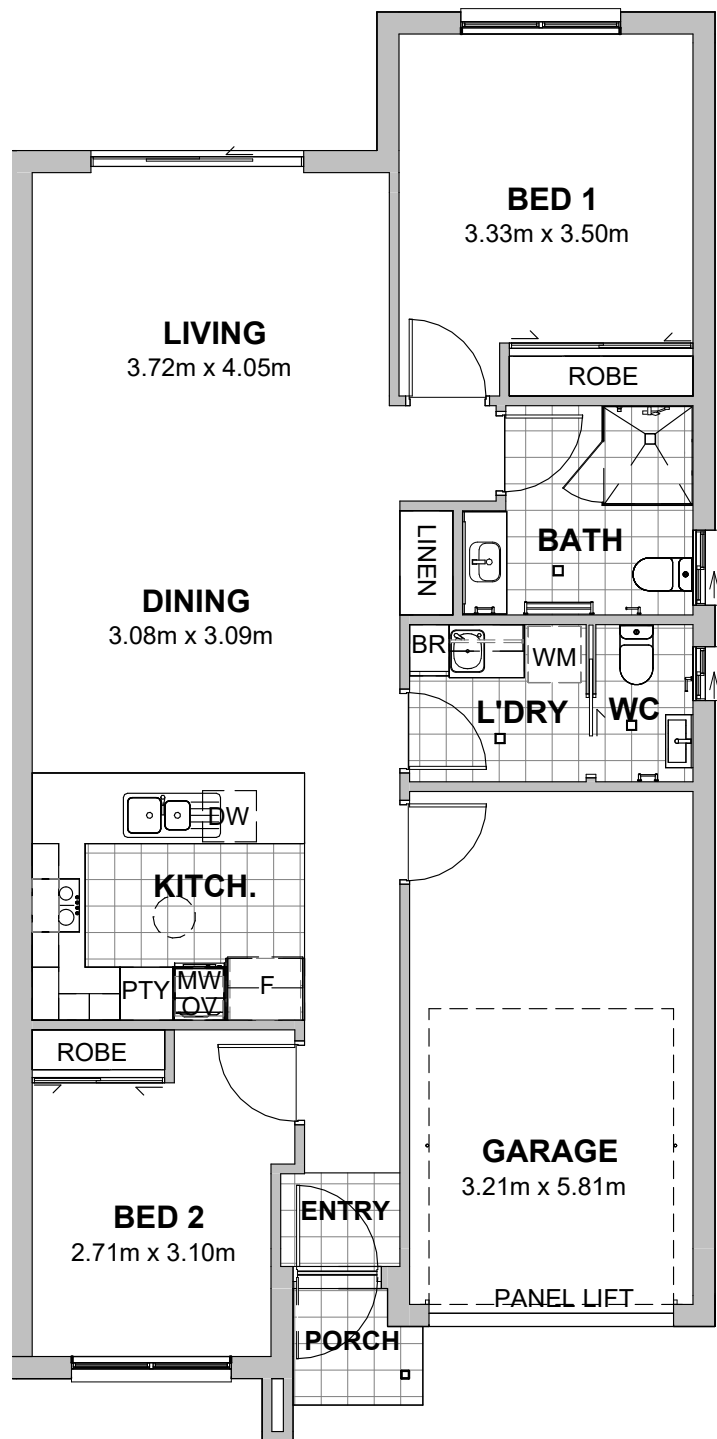 BED 1
3.33m x 3.50m
LIVING
3.72m x 4.05m
ROBE
LINEN
BATH
DINING
3.08m x 3.09m
BR
WM
L'DRY
WC
DW
KITCH.
PTY
MW
OV
F
ROBE
GARAGE
3.21m x 5.81m
ENTRY
BED 2
2.71m x 3.10m
PANEL LIFT
PORCH